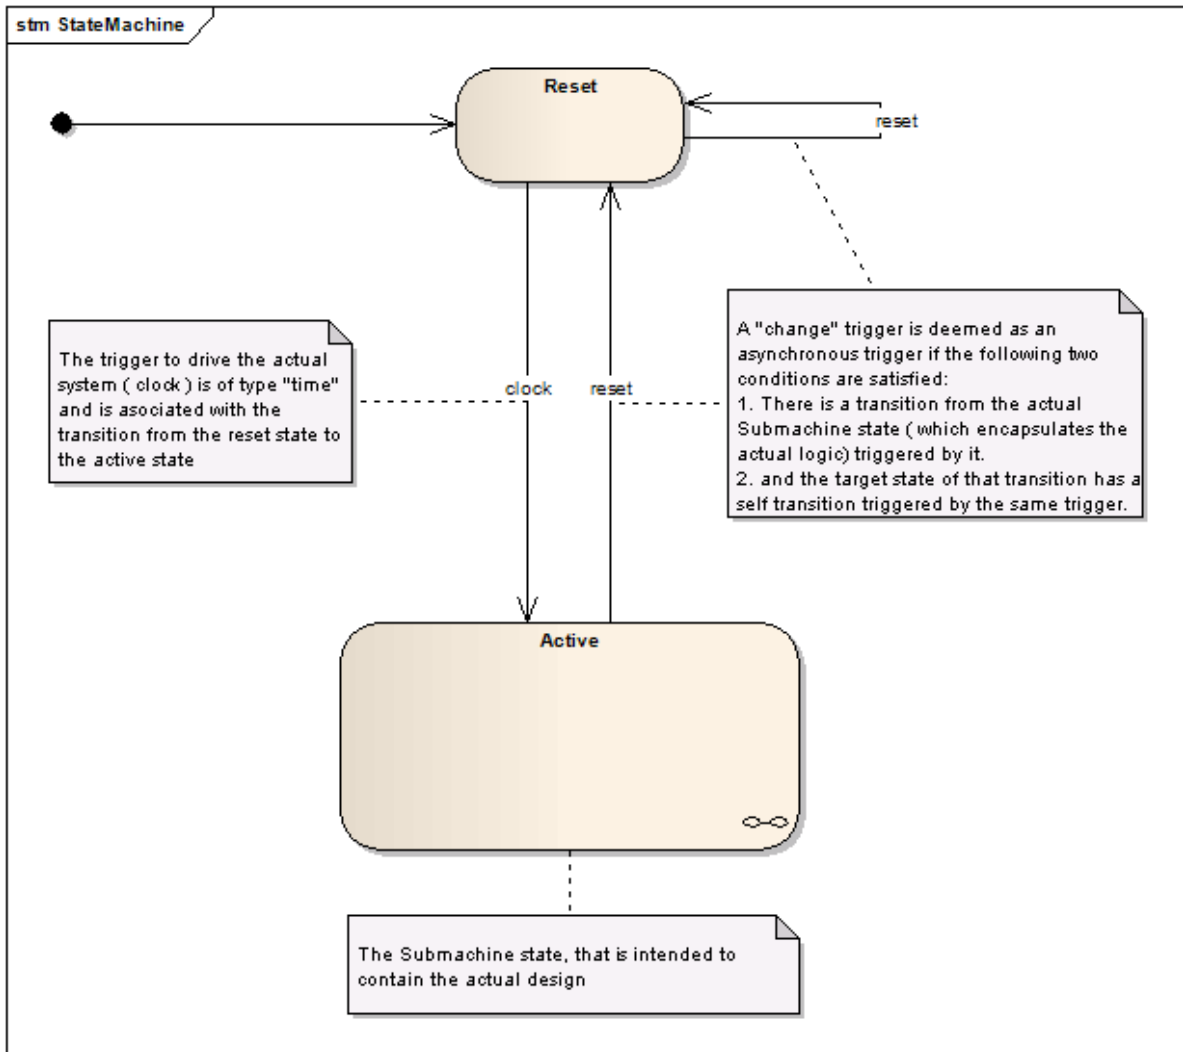 stm StateMachine
Reset
reset
A "change" trigger is deemed as an
asynchronous trigger if the following two
conditions are satisfied:
1. There is a transition from the actual
Submachine state ( which encapsulates the
actual logic) triggered by it.
2. and the target state of that transition has a
self transition triggered by the same trigger.
The trigger to drive the actual
system ( clock ) is of type "time"
and is asociated with the
transition from the reset state to
the active state
clock
reset
Active
The Submachine state, that is intended to
contain the actual design